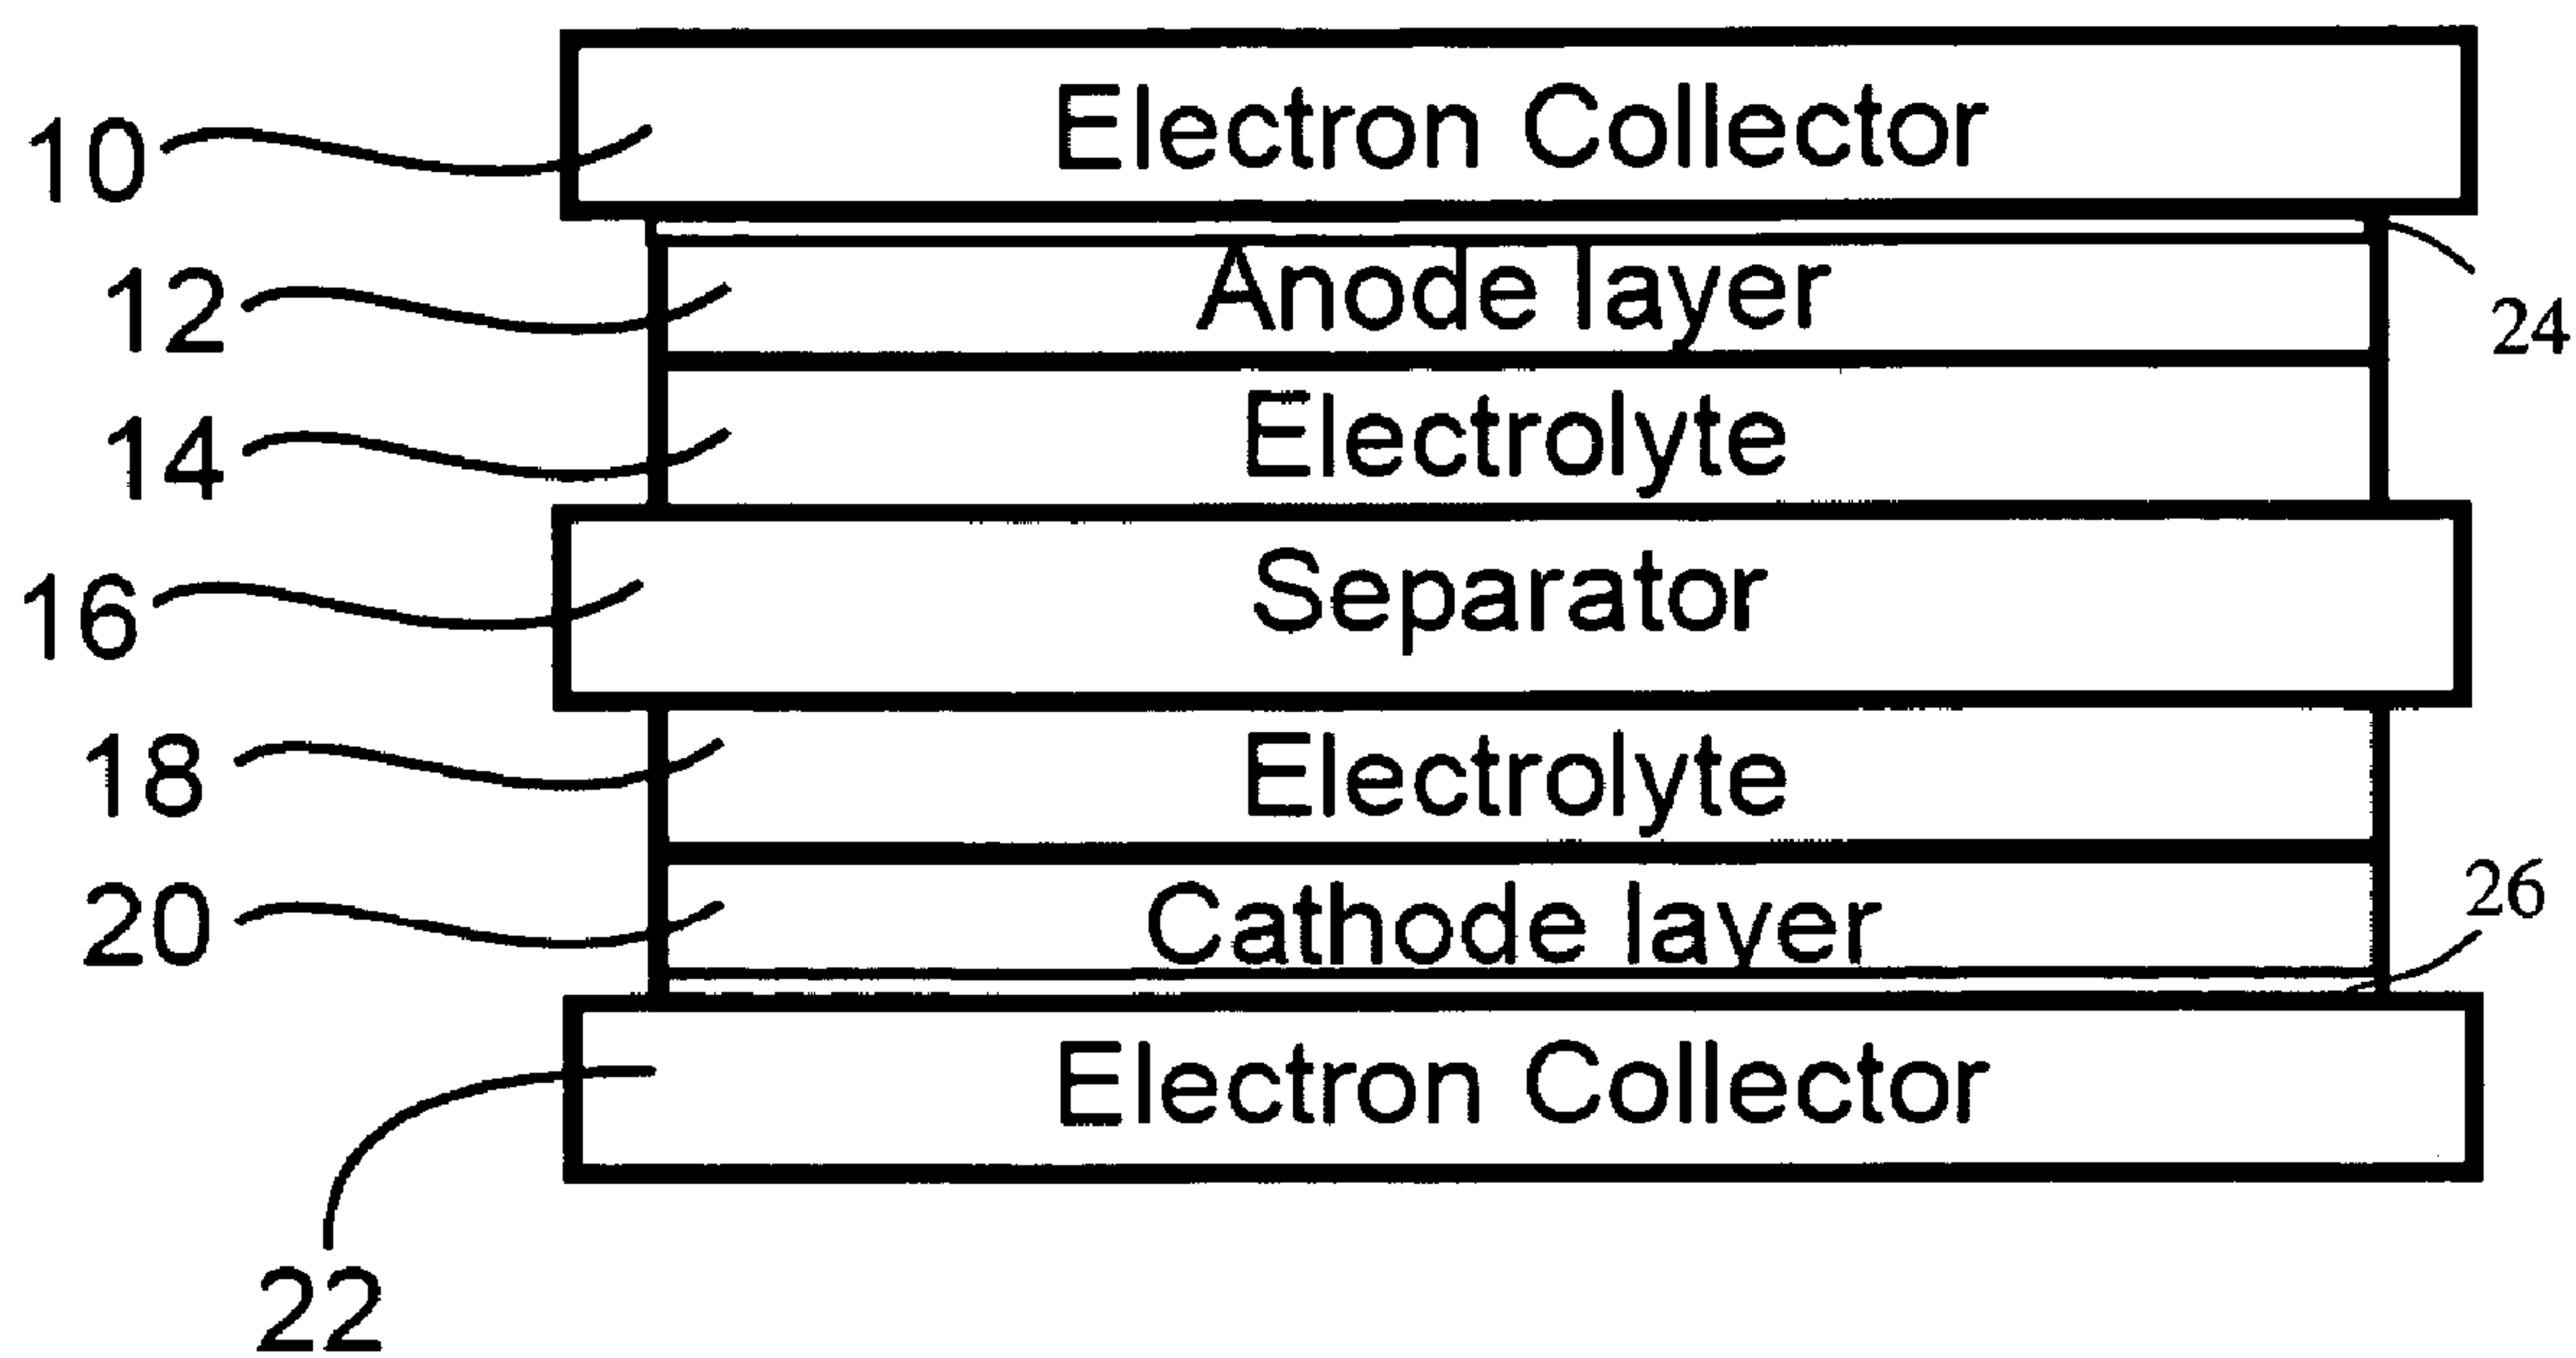 10 Electron Collector
12 Anode layer
24
14 Electrolyte
16 Separator
18 Electrolyte
20 Cathode layer
26
Electron Collector
22